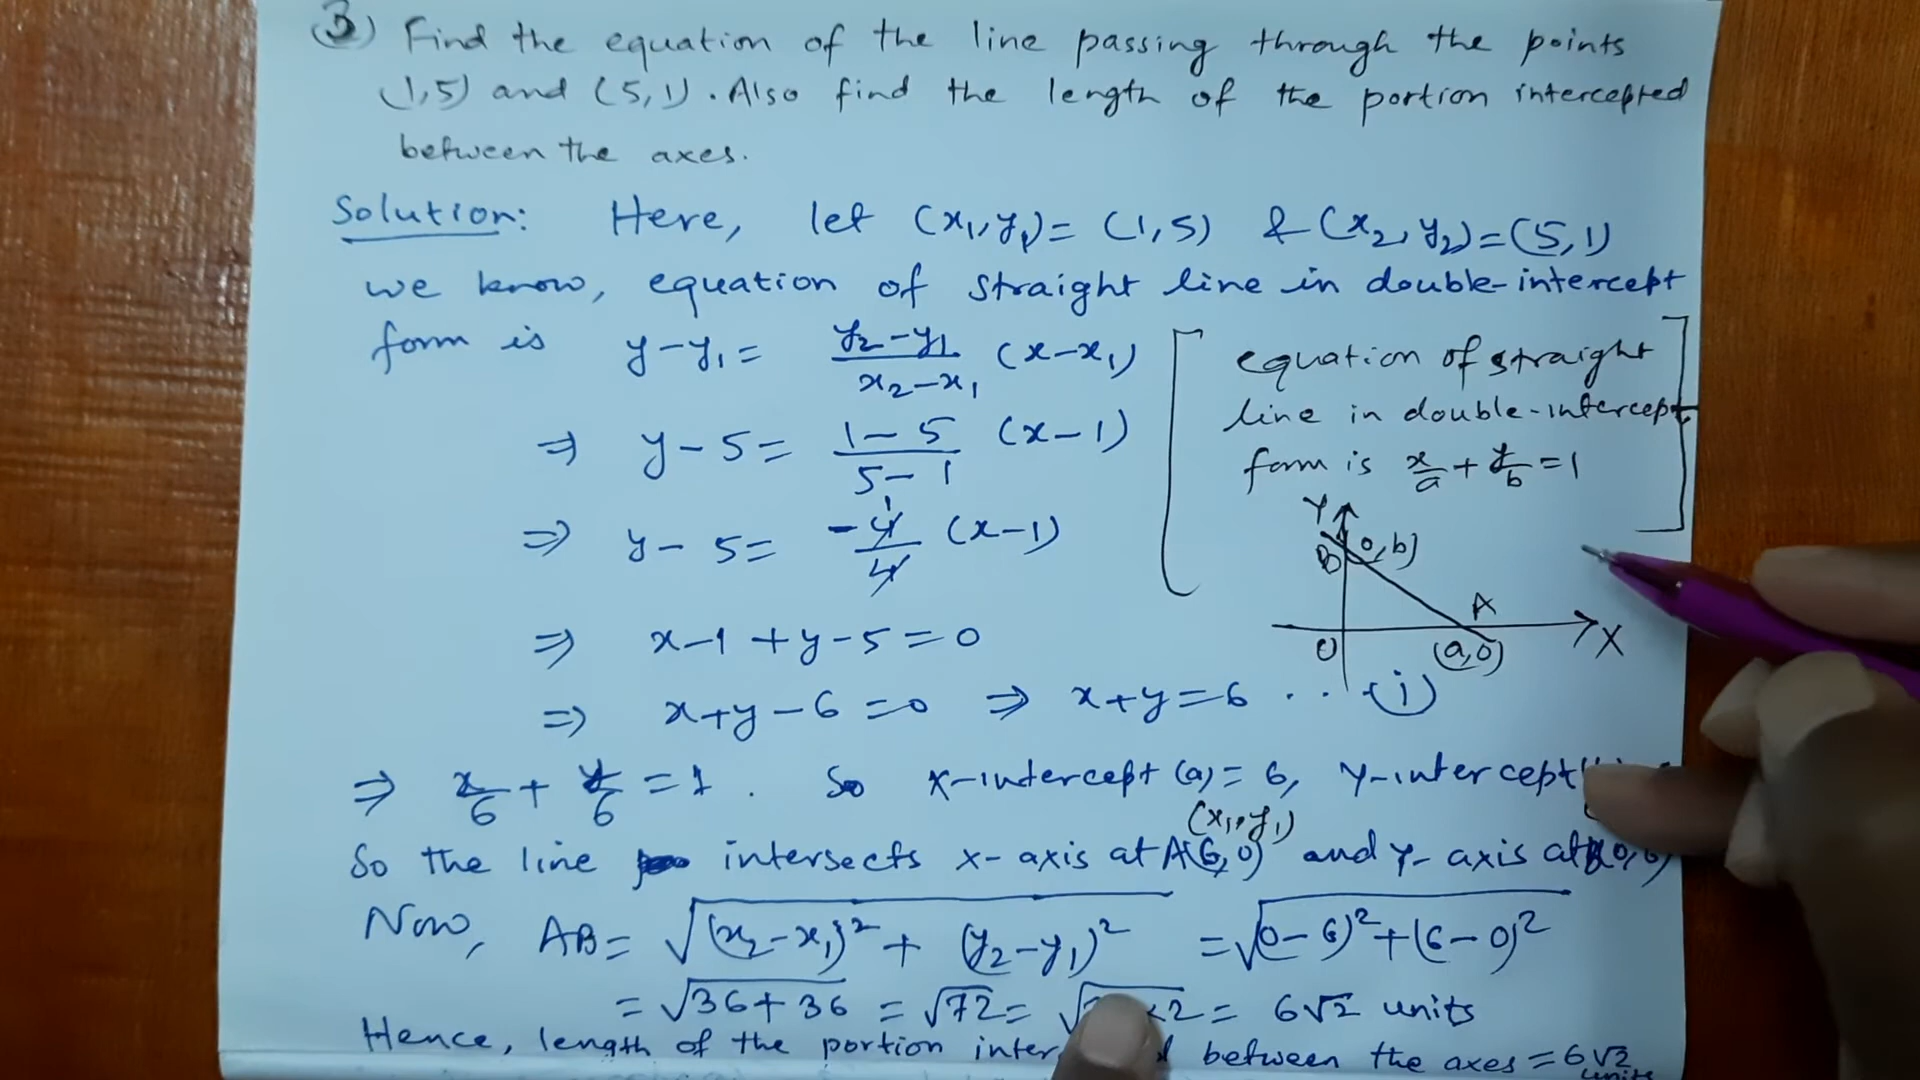 (3) Find the equation of the line passing through the points
(1,5) and (5,1). Also find the length of the portion intercepted
between the axes.
Solution: Here, let (x₁,y₁)= (1,5) & (x₂,y₂)=(5,1)
we know, equation of straight line in double-intercept
form is y-y₁= (y₂-y₁)/(x₂-x₁) (x-x₁)
⇒ y-5= (1-5)/(5-1) (x-1)
⇒ y-5= -4/4 (x-1)
⇒ x-1+y-5=0
⇒ x+y-6=0 ⇒ x+y=6 ... (i)
equation of straight
line in double-intercept
form is x/a+y/b=1
Y
B (0,b)
A
O (a,0) X
⇒ x/6+y/6=1. So x-intercept (a)=6, Y-intercept
(x₁,y₁)
So the line intersects x-axis at A(6,0) and Y-axis at B(0,6)
Now, AB= √(x₂-x₁)²+(y₂-y₁)² =√(0-6)²+(6-0)²
= √36+36 = √72 = √ ×2 = 6√2 units
Hence, length of the portion between the axes = 6√2
units